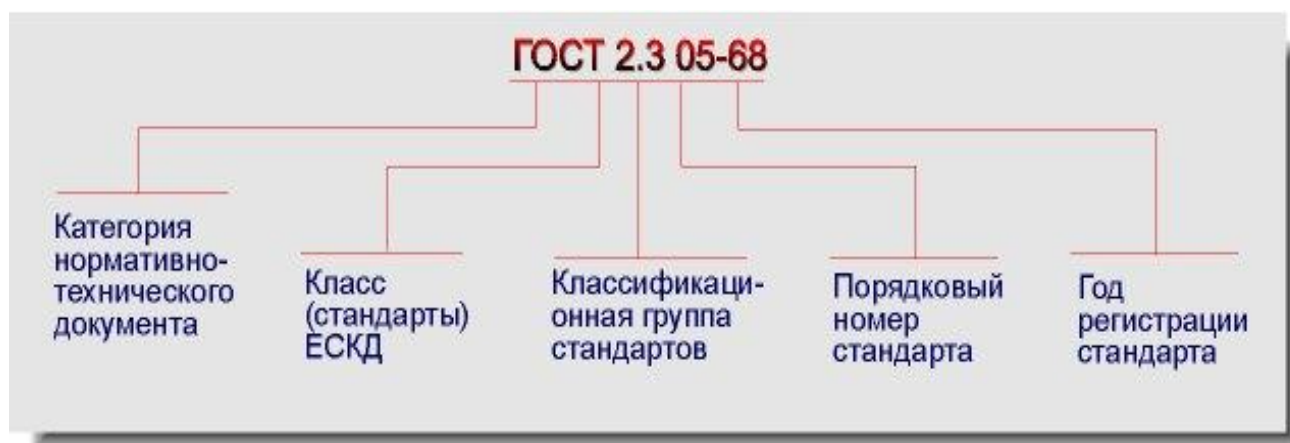 ГОСТ 2.3 05-68
Категория
нормативно-
технического
документа
Класс
(стандарты)
ЕСКД
Классификаци-
онная группа
стандартов
Порядковый
номер
стандарта
Год
регистрации
стандарта